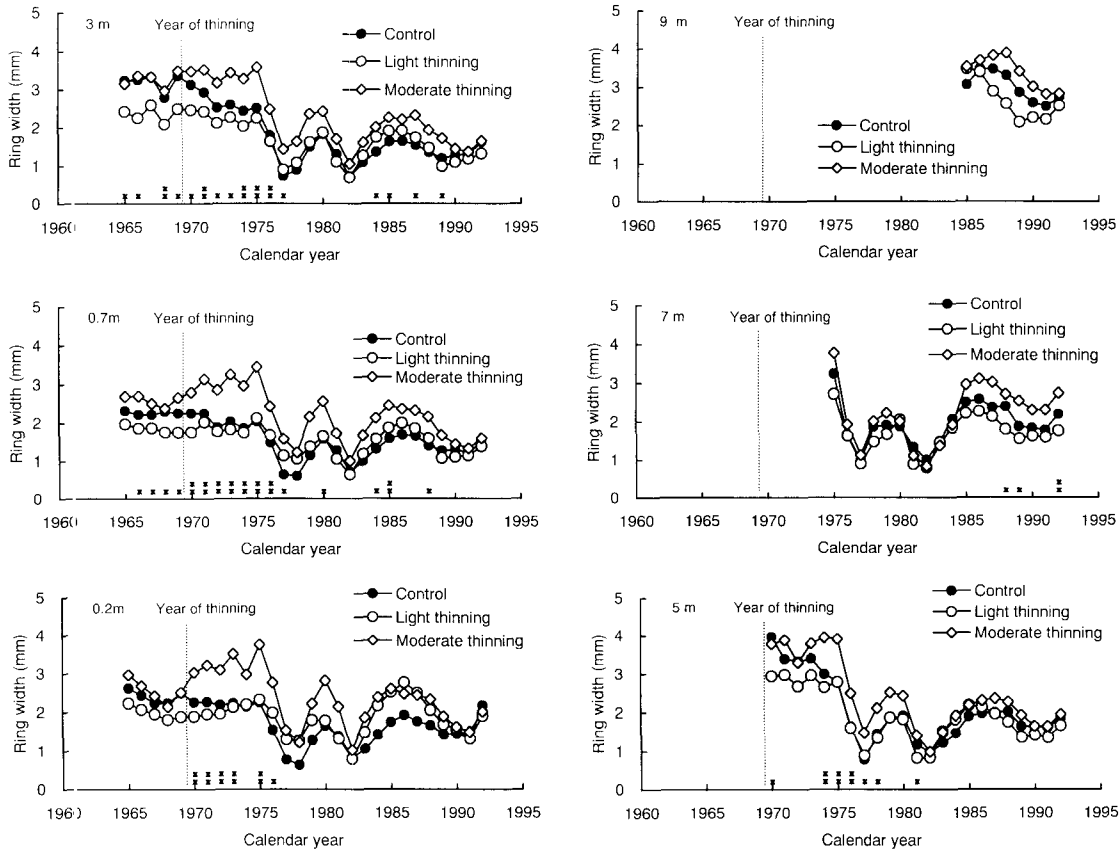 3 m Year of thinning
Control
Light thinning
Moderate thinning
Ring width (mm)
5
4
3
2
1
0
1960 1965 1970 1975 1980 1985 1990 1995
Calendar year
9 m Year of thinning
Control
Light thinning
Moderate thinning
Ring width (mm)
5
4
3
2
1
0
1960 1965 1970 1975 1980 1985 1990 1995
Calendar year
0.7m Year of thinning
Control
Light thinning
Moderate thinning
Ring width (mm)
5
4
3
2
1
0
1960 1965 1970 1975 1980 1985 1990 1995
Calendar year
7 m Year of thinning
Control
Light thinning
Moderate thinning
Ring width (mm)
5
4
3
2
1
0
1960 1965 1970 1975 1980 1985 1990 1995
Calendar year
0.2m Year of thinning
Control
Light thinning
Moderate thinning
Ring width (mm)
5
4
3
2
1
0
1960 1965 1970 1975 1980 1985 1990 1995
Calendar year
5 m Year of thinning
Control
Light thinning
Moderate thinning
Ring width (mm)
5
4
3
2
1
0
1960 1965 1970 1975 1980 1985 1990 1995
Calendar year